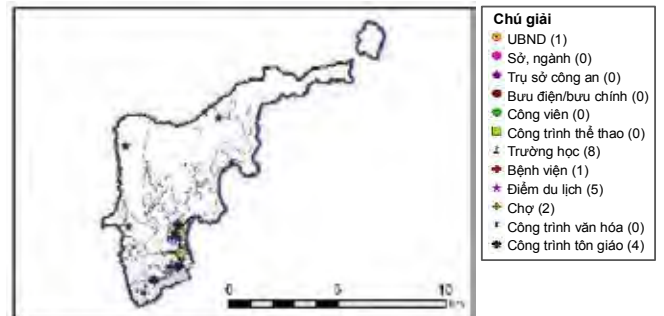 Chú giải
UBND (1)
Sở, ngành (0)
Trụ sở công an (0)
Bưu điện/bưu chính (0)
Công viên (0)
Công trình thể thao (0)
Trường học (8)
Bệnh viện (1)
Điểm du lịch (5)
Chợ (2)
Công trình văn hóa (0)
Công trình tôn giáo (4)
0 5 10
km